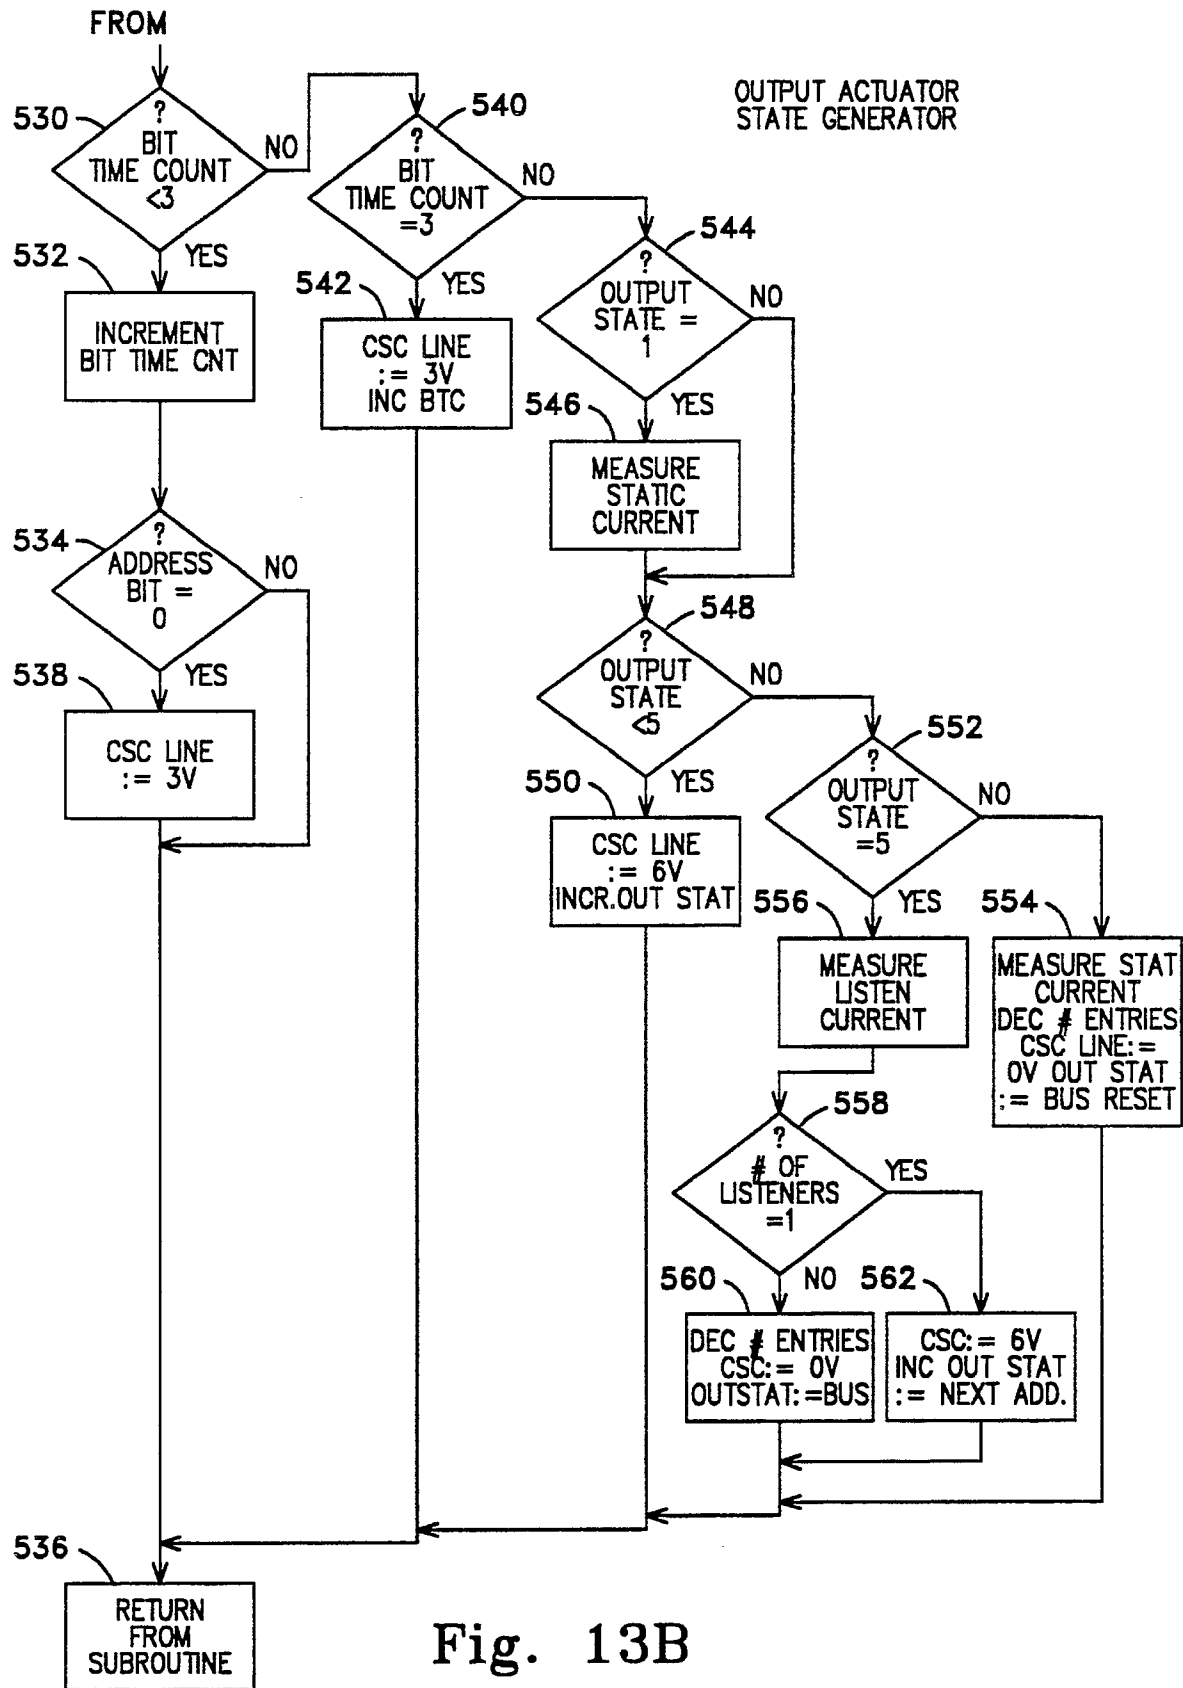 FROM
OUTPUT ACTUATOR
STATE GENERATOR
530
?
BIT
TIME COUNT
<3
NO
YES
532
INCREMENT
BIT TIME CNT
534
?
ADDRESS
BIT =
0
NO
YES
538
CSC LINE
:= 3V
540
?
BIT
TIME COUNT
=3
NO
YES
542
CSC LINE
:= 3V
INC BTC
544
?
OUTPUT
STATE =
1
NO
YES
546
MEASURE
STATIC
CURRENT
548
?
OUTPUT
STATE
<5
NO
YES
550
CSC LINE
:= 6V
INCR.OUT STAT
552
?
OUTPUT
STATE
=5
NO
YES
556
MEASURE
LISTEN
CURRENT
554
MEASURE STAT
CURRENT
DEC # ENTRIES
CSC LINE:=
0V OUT STAT
:= BUS RESET
558
?
# OF
LISTENERS
=1
YES
NO
560
DEC # ENTRIES
CSC:= 0V
OUTSTAT:=BUS
562
CSC:= 6V
INC OUT STAT
:= NEXT ADD.
536
RETURN
FROM
SUBROUTINE
Fig. 13B